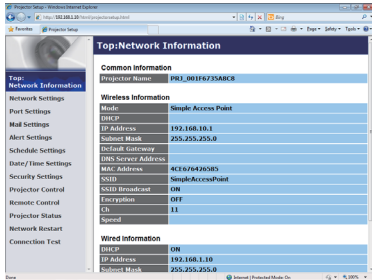 Projector Setup - Windows Internet Explorer
http://192.168.1.10/html/projectorsetup.html
Bing
Favorites
Projector Setup
Page
Safety
Tools
Top:Network Information
Common Information
Projector Name PRJ_001F6735A8C8
Wireless Information
Mode Simple Access Point
DHCP
IP Address 192.168.10.1
Subnet Mask 255.255.255.0
Default Gateway
DNS Server Address
MAC Address 4CE676426585
SSID SimpleAccessPoint
SSID Broadcast ON
Encryption OFF
Ch 11
Speed
Wired Information
DHCP ON
IP Address 192.168.1.10
Subnet Mask 255.255.255.0
Top:
Network Information
Network Settings
Port Settings
Mail Settings
Alert Settings
Schedule Settings
Date/Time Settings
Security Settings
Projector Control
Remote Control
Projector Status
Network Restart
Connection Test
Done
Internet | Protected Mode: On
100%